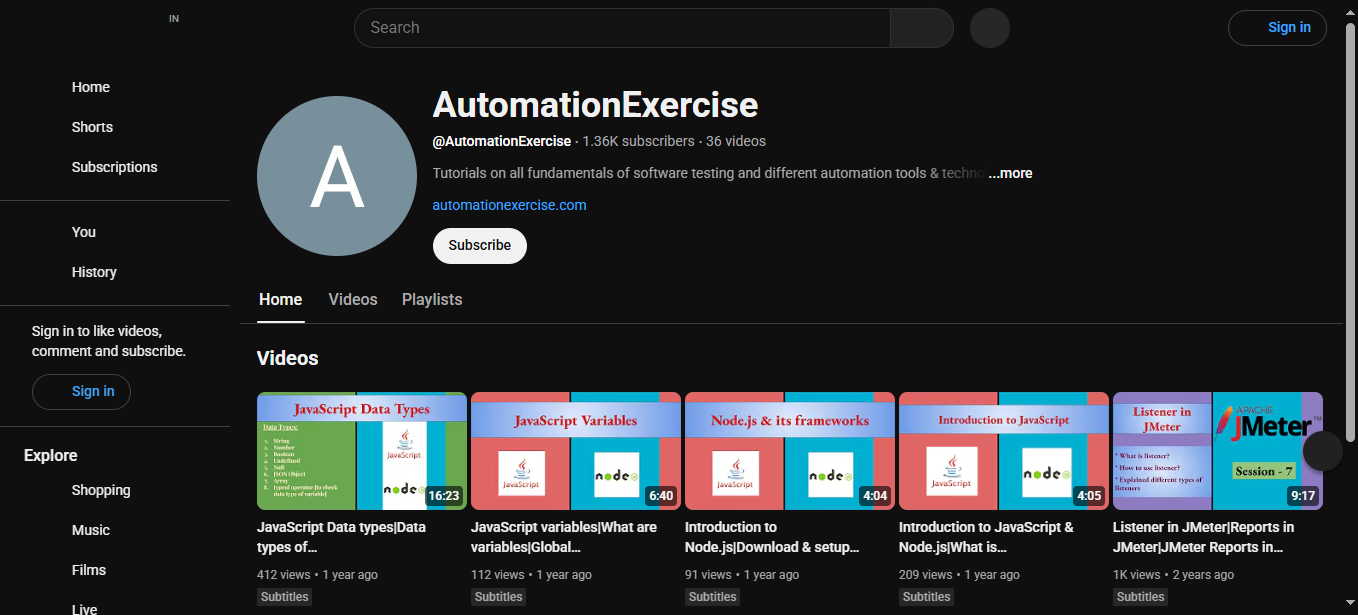 IN
Search
Sign in
Home
Shorts
Subscriptions
You
History
Sign in to like videos,
comment and subscribe.
Sign in
Explore
Shopping
Music
Films
Live
A
AutomationExercise
@AutomationExercise · 1.36K subscribers · 36 videos
Tutorials on all fundamentals of software testing and different automation tools & techno ...more
automationexercise.com
Subscribe
Home
Videos
Playlists
Videos
JavaScript Data Types
Data Types:
1. String
2. Number
3. Boolean
4. Undefined
5. Null
6. JSON Object
7. Array
8. typeof operator [to check
data type of variable]
JavaScript
node
16:23
JavaScript Data types|Data
types of...
412 views • 1 year ago
Subtitles
JavaScript Variables
JavaScript
node
6:40
JavaScript variables|What are
variables|Global...
112 views • 1 year ago
Subtitles
Node.js & its frameworks
JavaScript
node
4:04
Introduction to
Node.js|Download & setup...
91 views • 1 year ago
Subtitles
Introduction to JavaScript
JavaScript
node
4:05
Introduction to JavaScript &
Node.js|What is...
209 views • 1 year ago
Subtitles
Listener in
JMeter
* What is listener?
* How to use listener?
* Explained different types of
listeners
APACHE
JMeter™
Session - 7
9:17
Listener in JMeter|Reports in
JMeter|JMeter Reports in...
1K views • 2 years ago
Subtitles